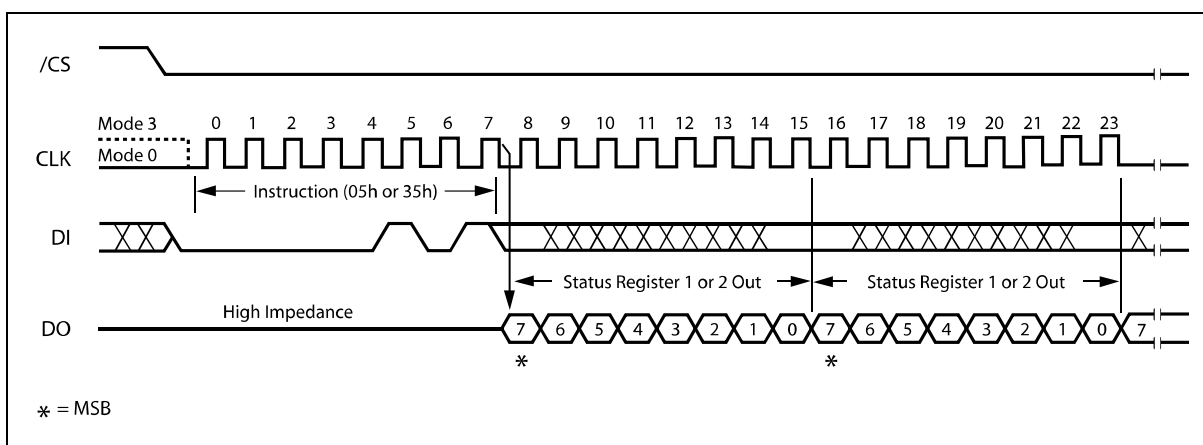 /CS
Mode 3
0 1 2 3 4 5 6 7 8 9 10 11 12 13 14 15 16 17 18 19 20 21 22 23
CLK
Mode 0
Instruction (05h or 35h)
DI
Status Register 1 or 2 Out
Status Register 1 or 2 Out
High Impedance
DO
7 6 5 4 3 2 1 0 7 6 5 4 3 2 1 0 7
* *
* = MSB